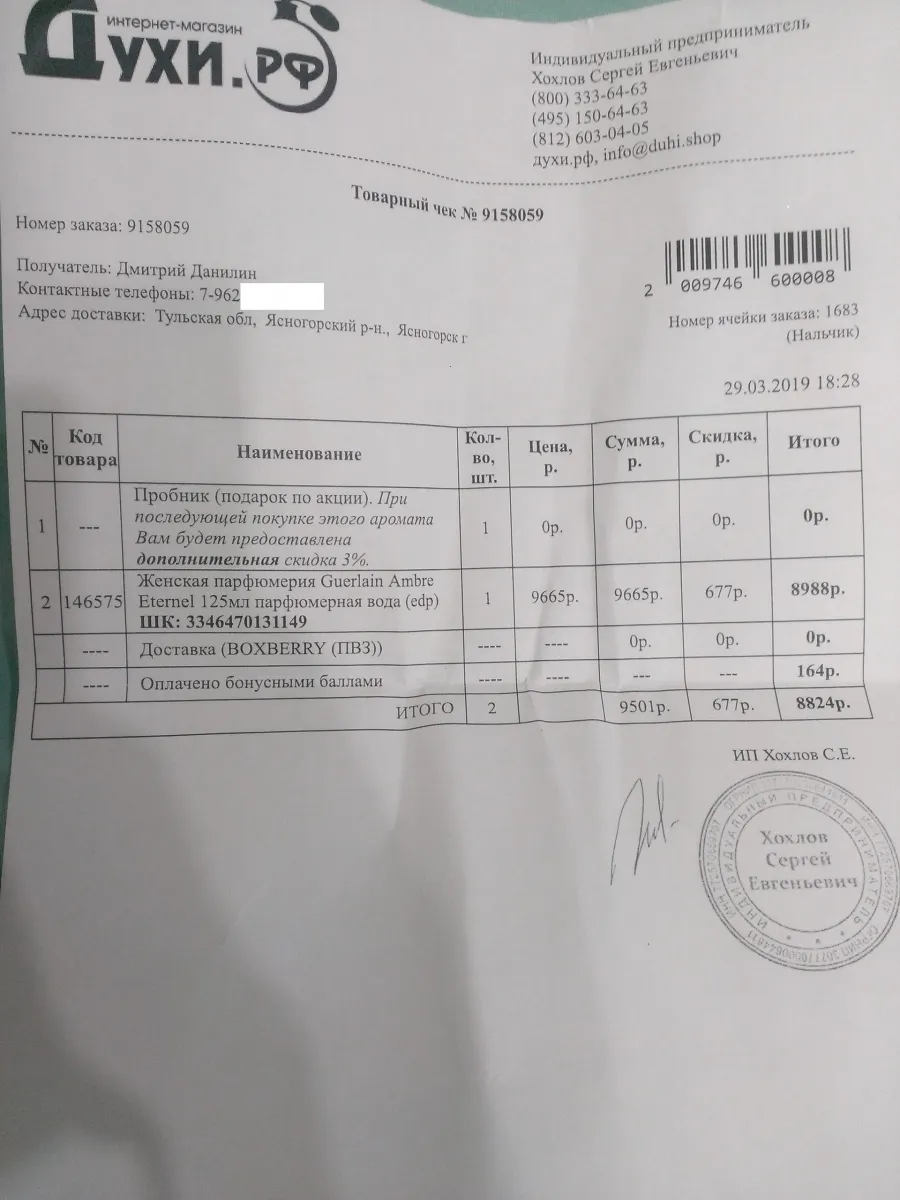 интернет-магазин
Духи.рф
Индивидуальный предприниматель
Хохлов Сергей Евгеньевич
(800) 333-64-63
(495) 150-64-63
(812) 603-04-05
духи.рф, info@duhi.shop
Товарный чек № 9158059
Номер заказа: 9158059
Получатель: Дмитрий Данилин
Контактные телефоны: 7-962
Адрес доставки: Тульская обл, Ясногорский р-н., Ясногорск г
2 009746 600008
Номер ячейки заказа: 1683
(Нальчик)
29.03.2019 18:28
№ Код товара Наименование Кол-во, шт. Цена, р. Сумма, р. Скидка, р. Итого
1 --- Пробник (подарок по акции). При
последующей покупке этого аромата
Вам будет предоставлена
дополнительная скидка 3%.
1 0р. 0р. 0р. 0р.
2 146575 Женская парфюмерия Guerlain Ambre
Eternel 125мл парфюмерная вода (edp)
ШК: 3346470131149
1 9665р. 9665р. 677р. 8988р.
---- Доставка (BOXBERRY (ПВЗ)) ---- ---- 0р. 0р. 0р.
---- Оплачено бонусными баллами ---- ---- --- --- 164р.
ИТОГО 2 9501р. 677р. 8824р.
ИП Хохлов С.Е.
ИНДИВИДУАЛЬНЫЙ ПРЕДПРИНИМАТЕЛЬ
Хохлов
Сергей
Евгеньевич